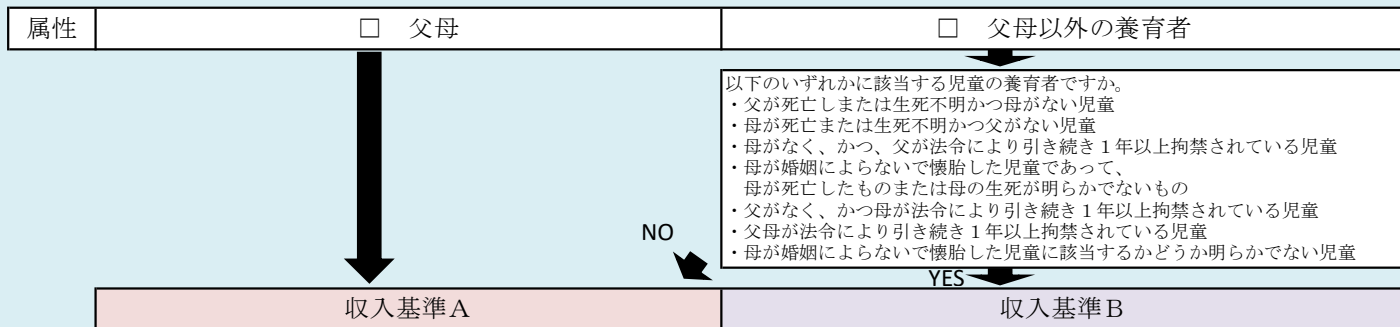 属性
□ 父母
□ 父母以外の養育者
以下のいずれかに該当する児童の養育者ですか。
・父が死亡しまたは生死不明かつ母がない児童
・母が死亡または生死不明かつ父がない児童
・母がなく、かつ、父が法令により引き続き１年以上拘禁されている児童
・母が婚姻によらないで懐胎した児童であって、
母が死亡したものまたは母の生死が明らかでないもの
・父がなく、かつ母が法令により引き続き１年以上拘禁されている児童
・父母が法令により引き続き１年以上拘禁されている児童
・母が婚姻によらないで懐胎した児童に該当するかどうか明らかでない児童
NO
YES
収入基準Ａ
収入基準Ｂ